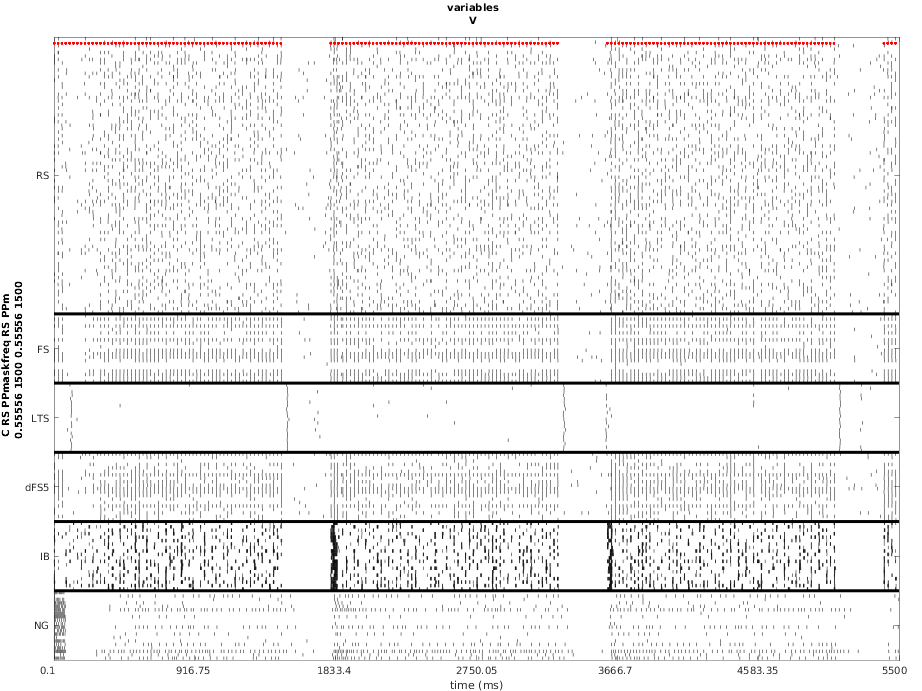 variables
V
C RS PPmaskfreq RS PPm
0.55556 1500 0.55556 1500
RS
FS
LTS
dFS5
IB
NG
0.1 916.75 1833.4 2750.05 3666.7 4583.35 5500
time (ms)